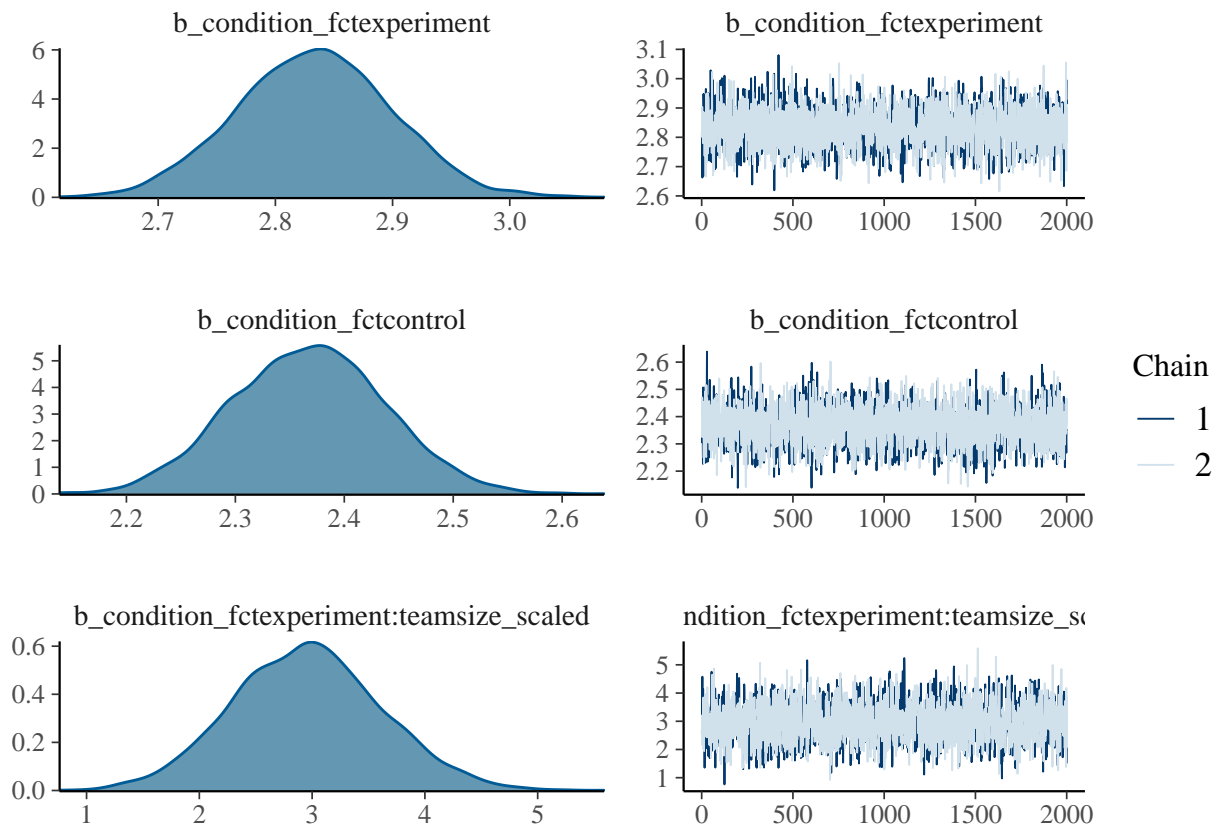 b_condition_fctexperiment
6
4
2
0
2.7 2.8 2.9 3.0
b_condition_fctexperiment
3.1
3.0
2.9
2.8
2.7
2.6
0 500 1000 1500 2000
b_condition_fctcontrol
5
4
3
2
1
0
2.2 2.3 2.4 2.5 2.6
b_condition_fctcontrol
2.6
2.5
2.4
2.3
2.2
0 500 1000 1500 2000
Chain
1
2
b_condition_fctexperiment:teamsize_scaled
0.6
0.4
0.2
0.0
1 2 3 4 5
ndition_fctexperiment:teamsize_sc
5
4
3
2
1
0 500 1000 1500 2000